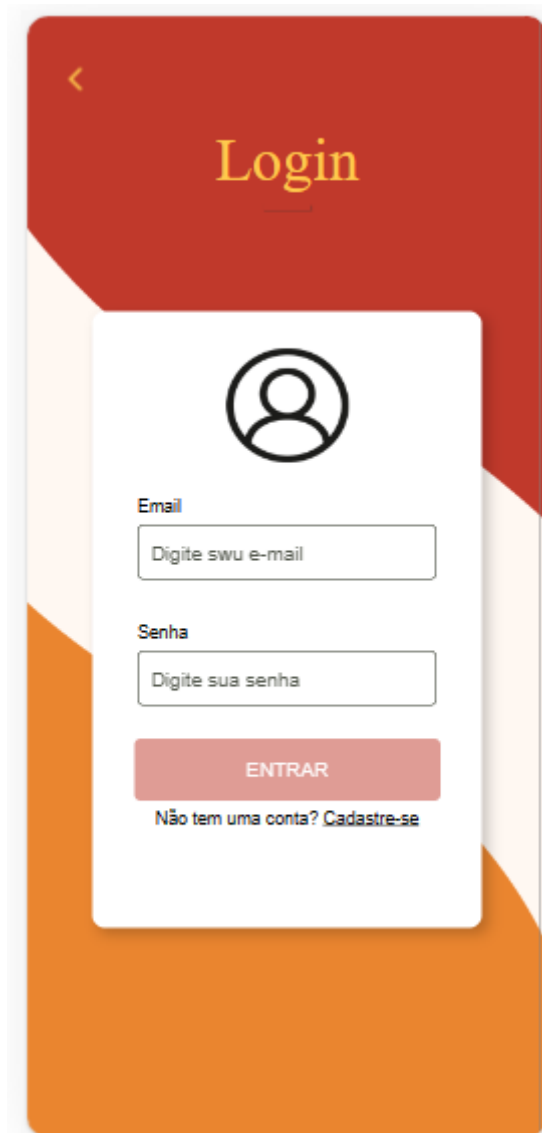 Login
Email
Digite swu e-mail
Senha
Digite sua senha
ENTRAR
Não tem uma conta? Cadastre-se